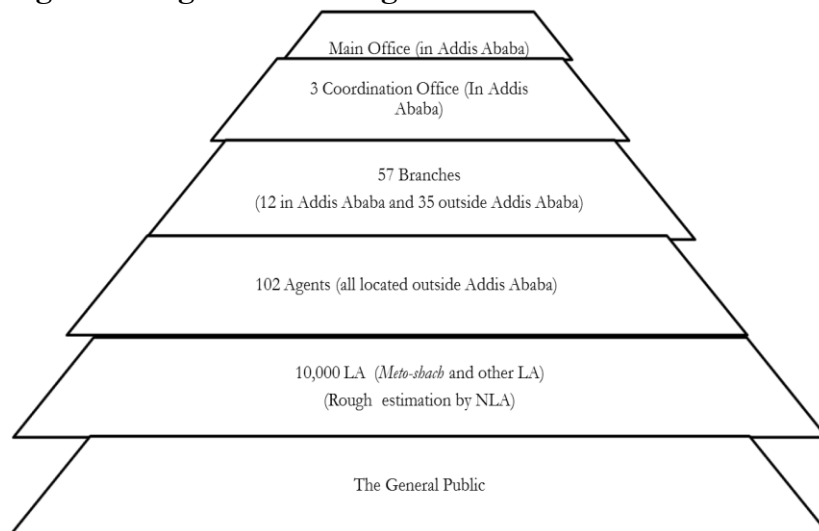 Main Office (in Addis Ababa)
3 Coordination Office (In Addis
Ababa)
57 Branches
(12 in Addis Ababa and 35 outside Addis Ababa)
102 Agents (all located outside Addis Ababa)
10,000 LA (Meto-shach and other LA)
(Rough estimation by NLA)
The General Public